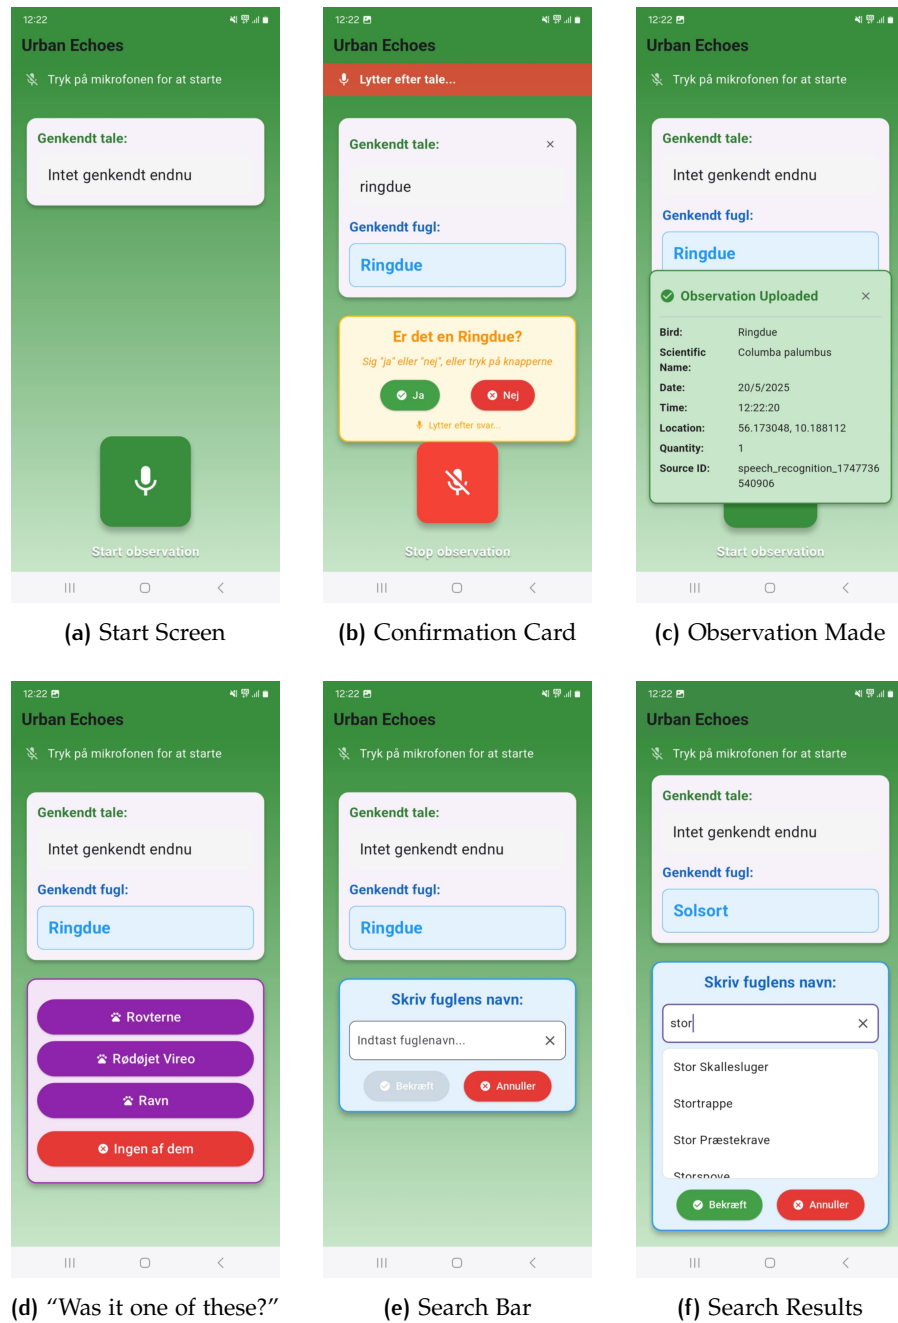 12:22
Urban Echoes
Tryk på mikrofonen for at starte
Genkendt tale:
Intet genkendt endnu
Start observation
(a) Start Screen
12:22
Urban Echoes
Lytter efter tale...
Genkendt tale:
ringdue
Genkendt fugl:
Ringdue
Er det en Ringdue?
Sig "ja" eller "nej", eller tryk på knapperne
Ja
Nej
Lytter efter svar...
Stop observation
(b) Confirmation Card
12:22
Urban Echoes
Tryk på mikrofonen for at starte
Genkendt tale:
Intet genkendt endnu
Genkendt fugl:
Ringdue
Observation Uploaded
Bird: Ringdue
Scientific Columba palumbus
Name:
Date: 20/5/2025
Time: 12:22:20
Location: 56.173048, 10.188112
Quantity: 1
Source ID: speech_recognition_1747736
540906
Start observation
(c) Observation Made
12:22
Urban Echoes
Tryk på mikrofonen for at starte
Genkendt tale:
Intet genkendt endnu
Genkendt fugl:
Ringdue
Rovterne
Rødøjet Vireo
Ravn
Ingen af dem
(d) “Was it one of these?”
12:22
Urban Echoes
Tryk på mikrofonen for at starte
Genkendt tale:
Intet genkendt endnu
Genkendt fugl:
Ringdue
Skriv fuglens navn:
Indtast fuglenavn...
Bekræft
Annuller
(e) Search Bar
12:22
Urban Echoes
Tryk på mikrofonen for at starte
Genkendt tale:
Intet genkendt endnu
Genkendt fugl:
Solsort
Skriv fuglens navn:
stor
Stor Skallesluger
Stortrappe
Stor Præstekrave
Storspove
Bekræft
Annuller
(f) Search Results